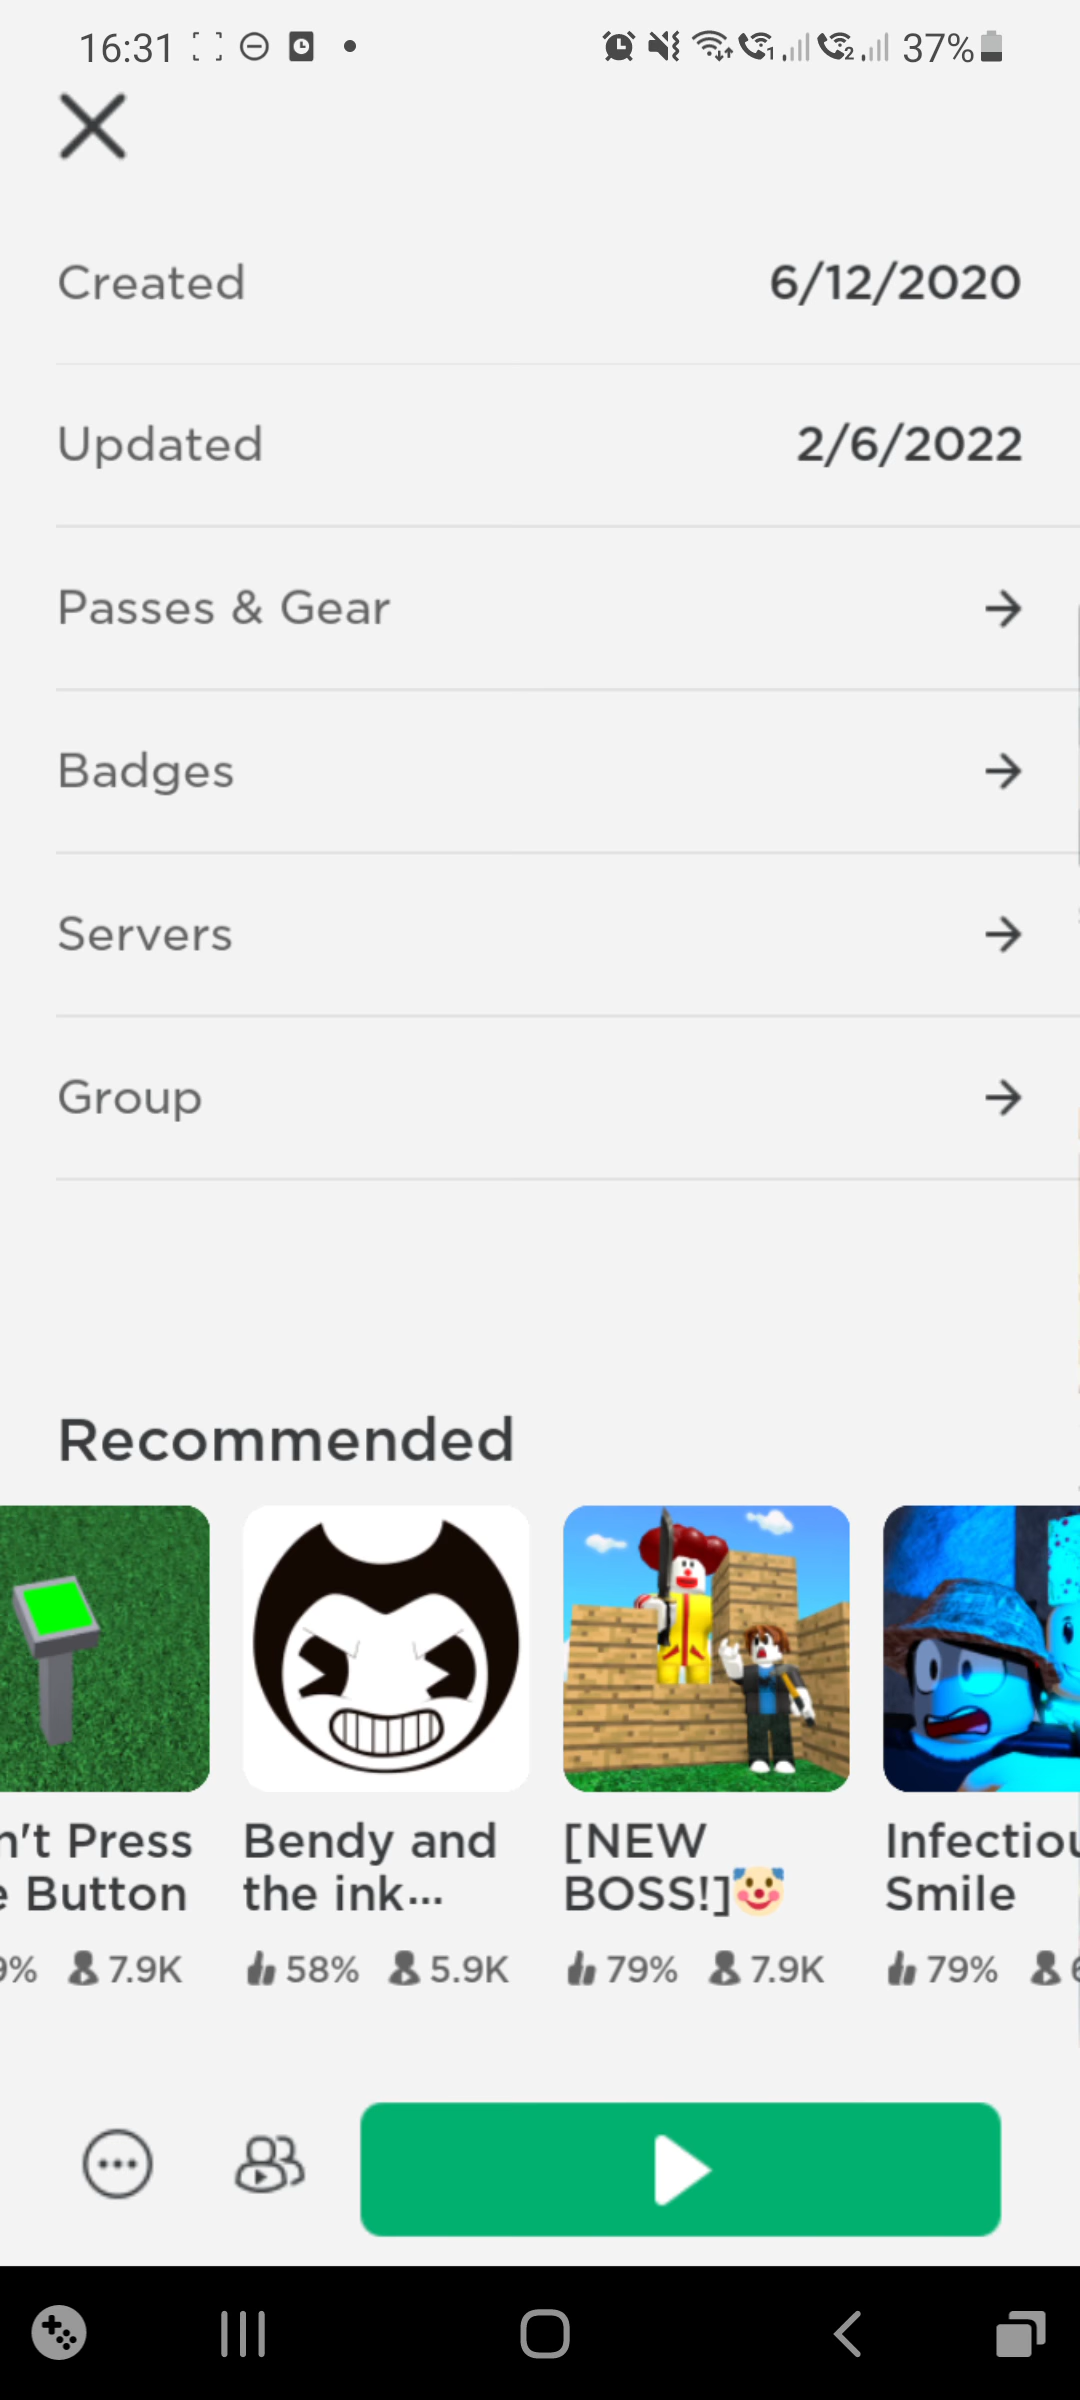 16:31 37%
Created 6/12/2020
Updated 2/6/2022
Passes & Gear
Badges
Servers
Group
Recommended
n't Press
e Button
9% 7.9K
Bendy and
the ink...
58% 5.9K
[NEW
BOSS!]🤡
79% 7.9K
Infectiou
Smile
79% 6